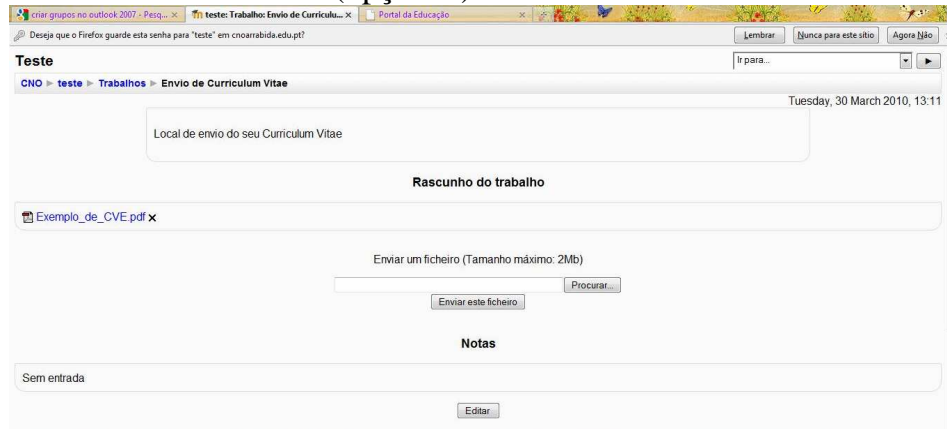 criar grupos no outlook 2007 - Pesq... × teste: Trabalho: Envio de Curriculu... × Portal da Educação ×
Deseja que o Firefox guarde esta senha para "teste" em cnoarrabida.edu.pt? Lembrar Nunca para este sítio Agora Não
Teste Ir para...
CNO ► teste ► Trabalhos ► Envio de Curriculum Vitae
Tuesday, 30 March 2010, 13:11
Local de envio do seu Curriculum Vitae
Rascunho do trabalho
Exemplo_de_CVE.pdf ×
Enviar um ficheiro (Tamanho máximo: 2Mb)
Procurar...
Enviar este ficheiro
Notas
Sem entrada
Editar